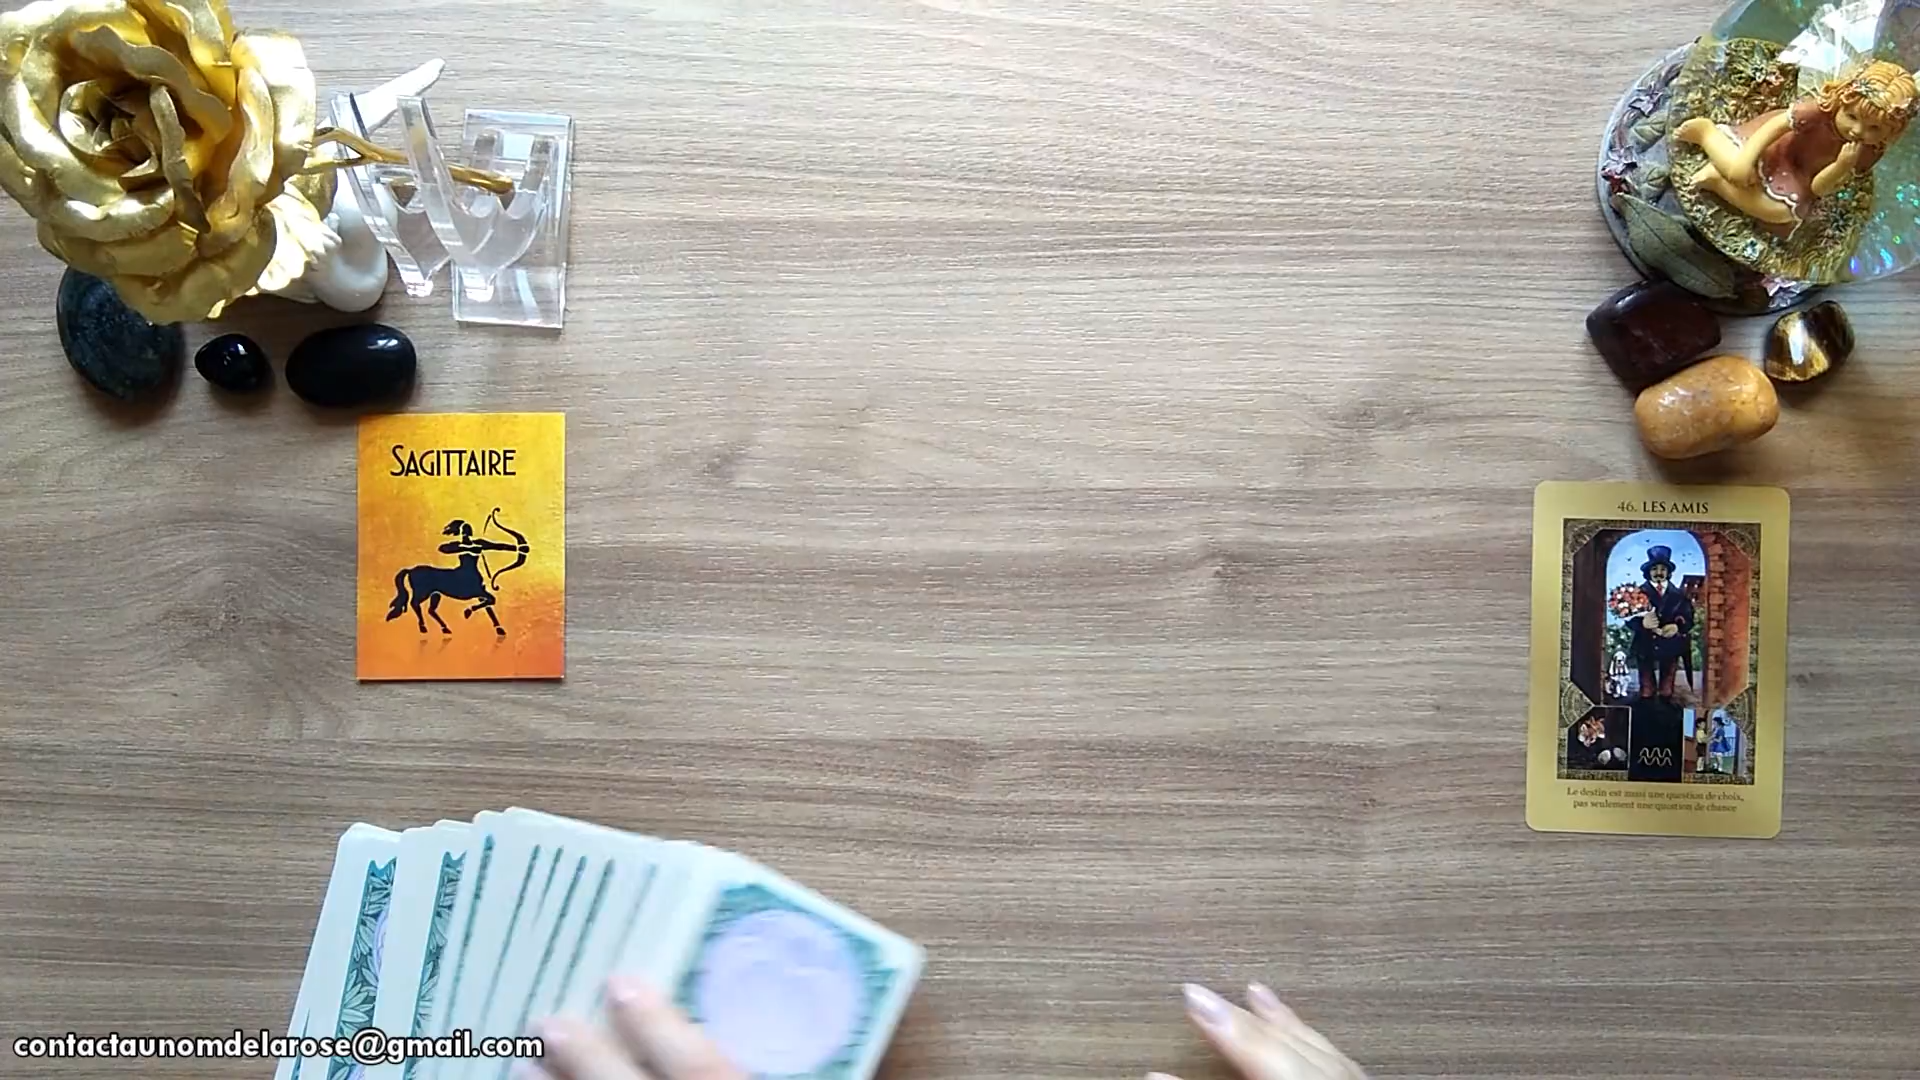 SAGITTAIRE
46. LES AMIS
Le destin est aussi une question de choix,
pas seulement une question de chance
contactaunomdelarose@gmail.com